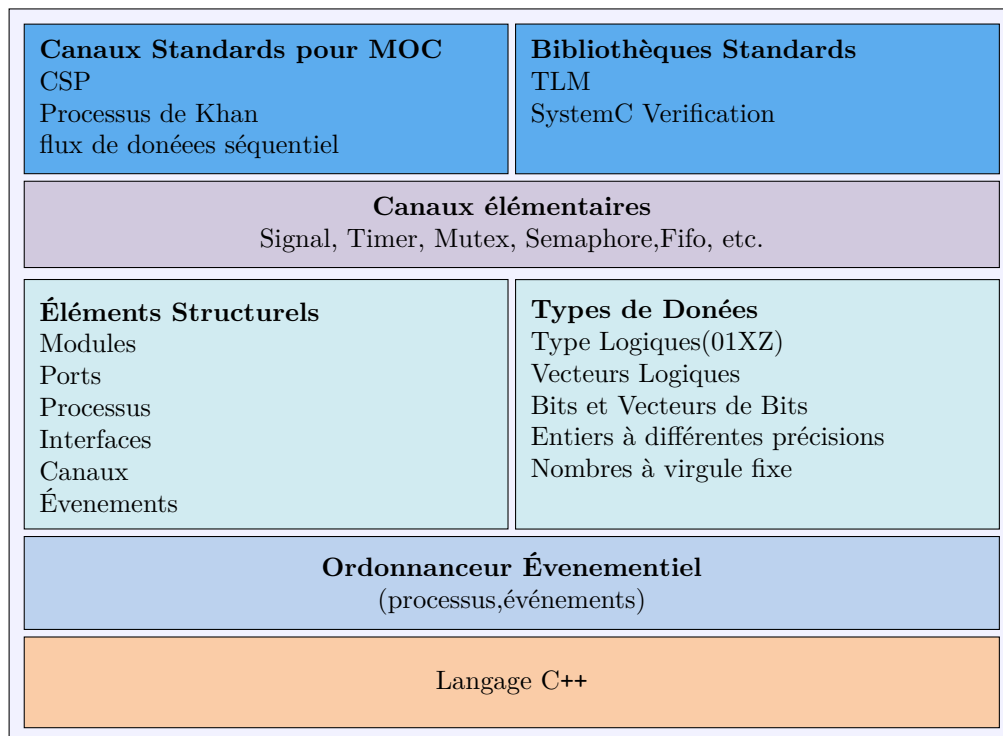 Canaux Standards pour MOC
CSP
Processus de Khan
flux de donéees séquentiel
Bibliothèques Standards
TLM
SystemC Verification
Canaux élémentaires
Signal, Timer, Mutex, Semaphore,Fifo, etc.
Éléments Structurels
Modules
Ports
Processus
Interfaces
Canaux
Évenements
Types de Donées
Type Logiques(01XZ)
Vecteurs Logiques
Bits et Vecteurs de Bits
Entiers à différentes précisions
Nombres à virgule fixe
Ordonnanceur Évenementiel
(processus,événements)
Langage C++